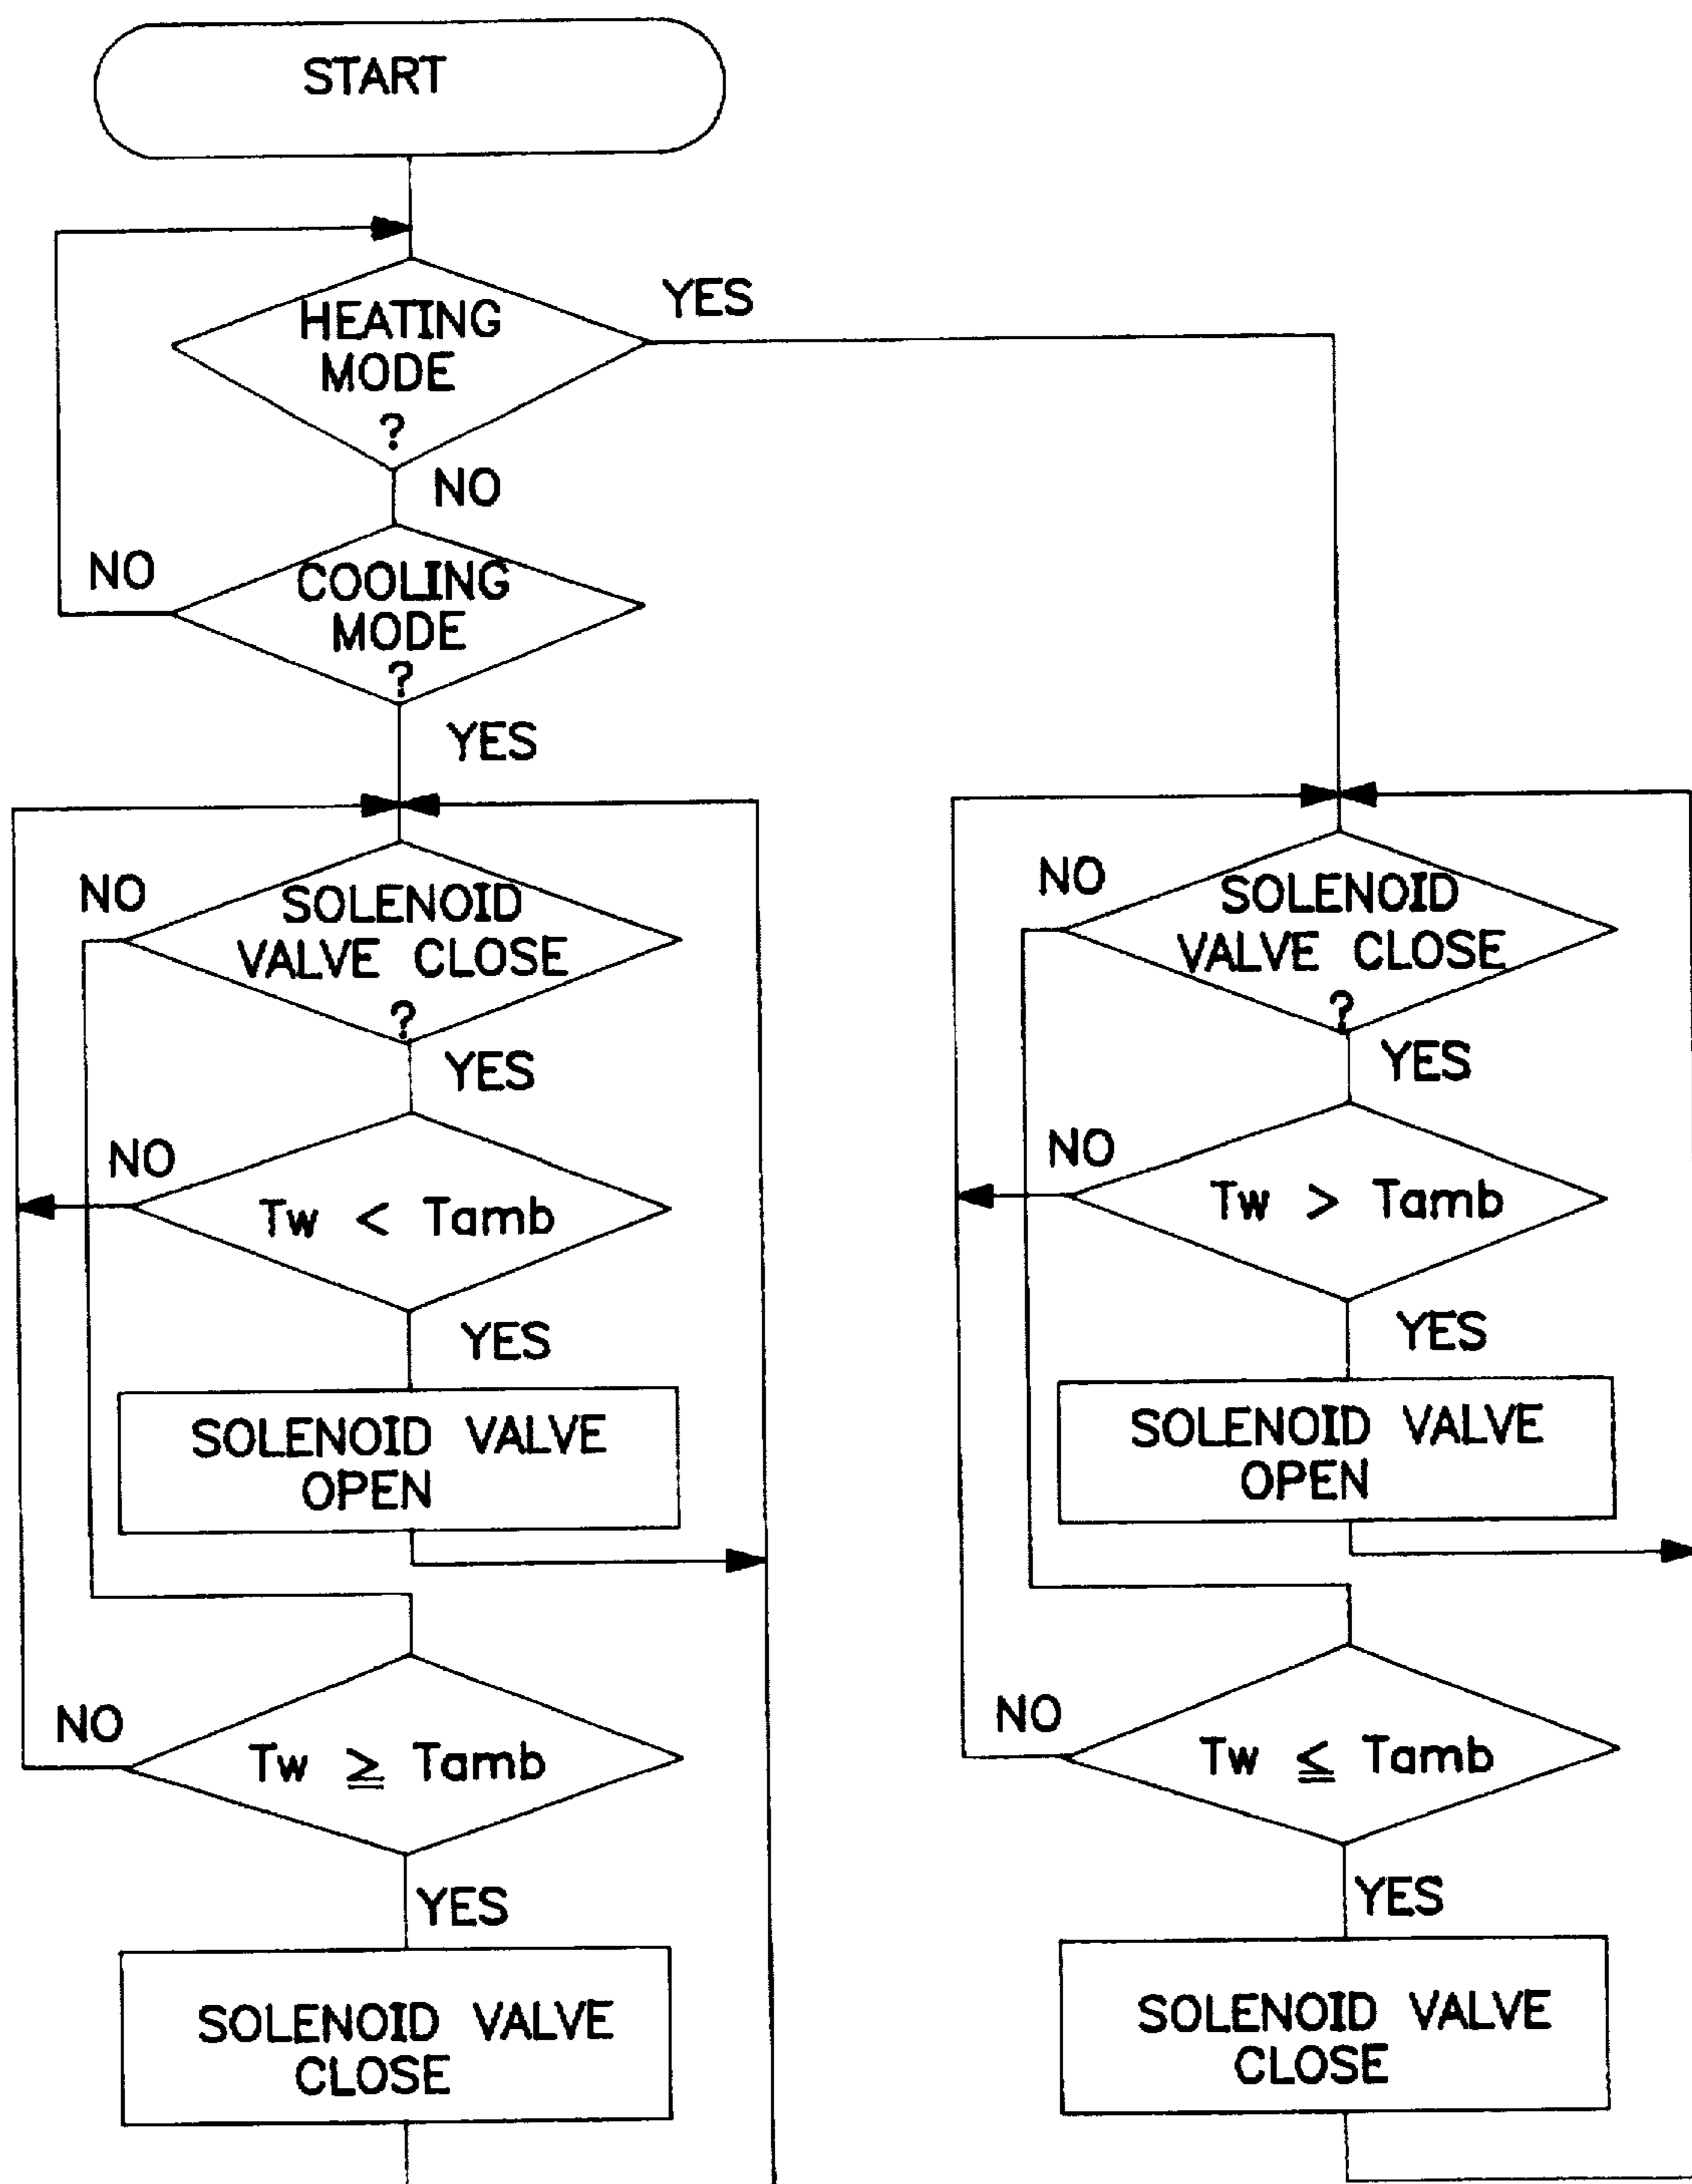 START
HEATING
MODE
?
YES
NO
COOLING
MODE
?
NO
YES
SOLENOID
VALVE CLOSE
?
NO
YES
Tw < Tamb
NO
YES
SOLENOID VALVE
OPEN
Tw ≧ Tamb
NO
YES
SOLENOID VALVE
CLOSE
SOLENOID
VALVE CLOSE
?
NO
YES
Tw > Tamb
NO
YES
SOLENOID VALVE
OPEN
Tw ≦ Tamb
NO
YES
SOLENOID VALVE
CLOSE